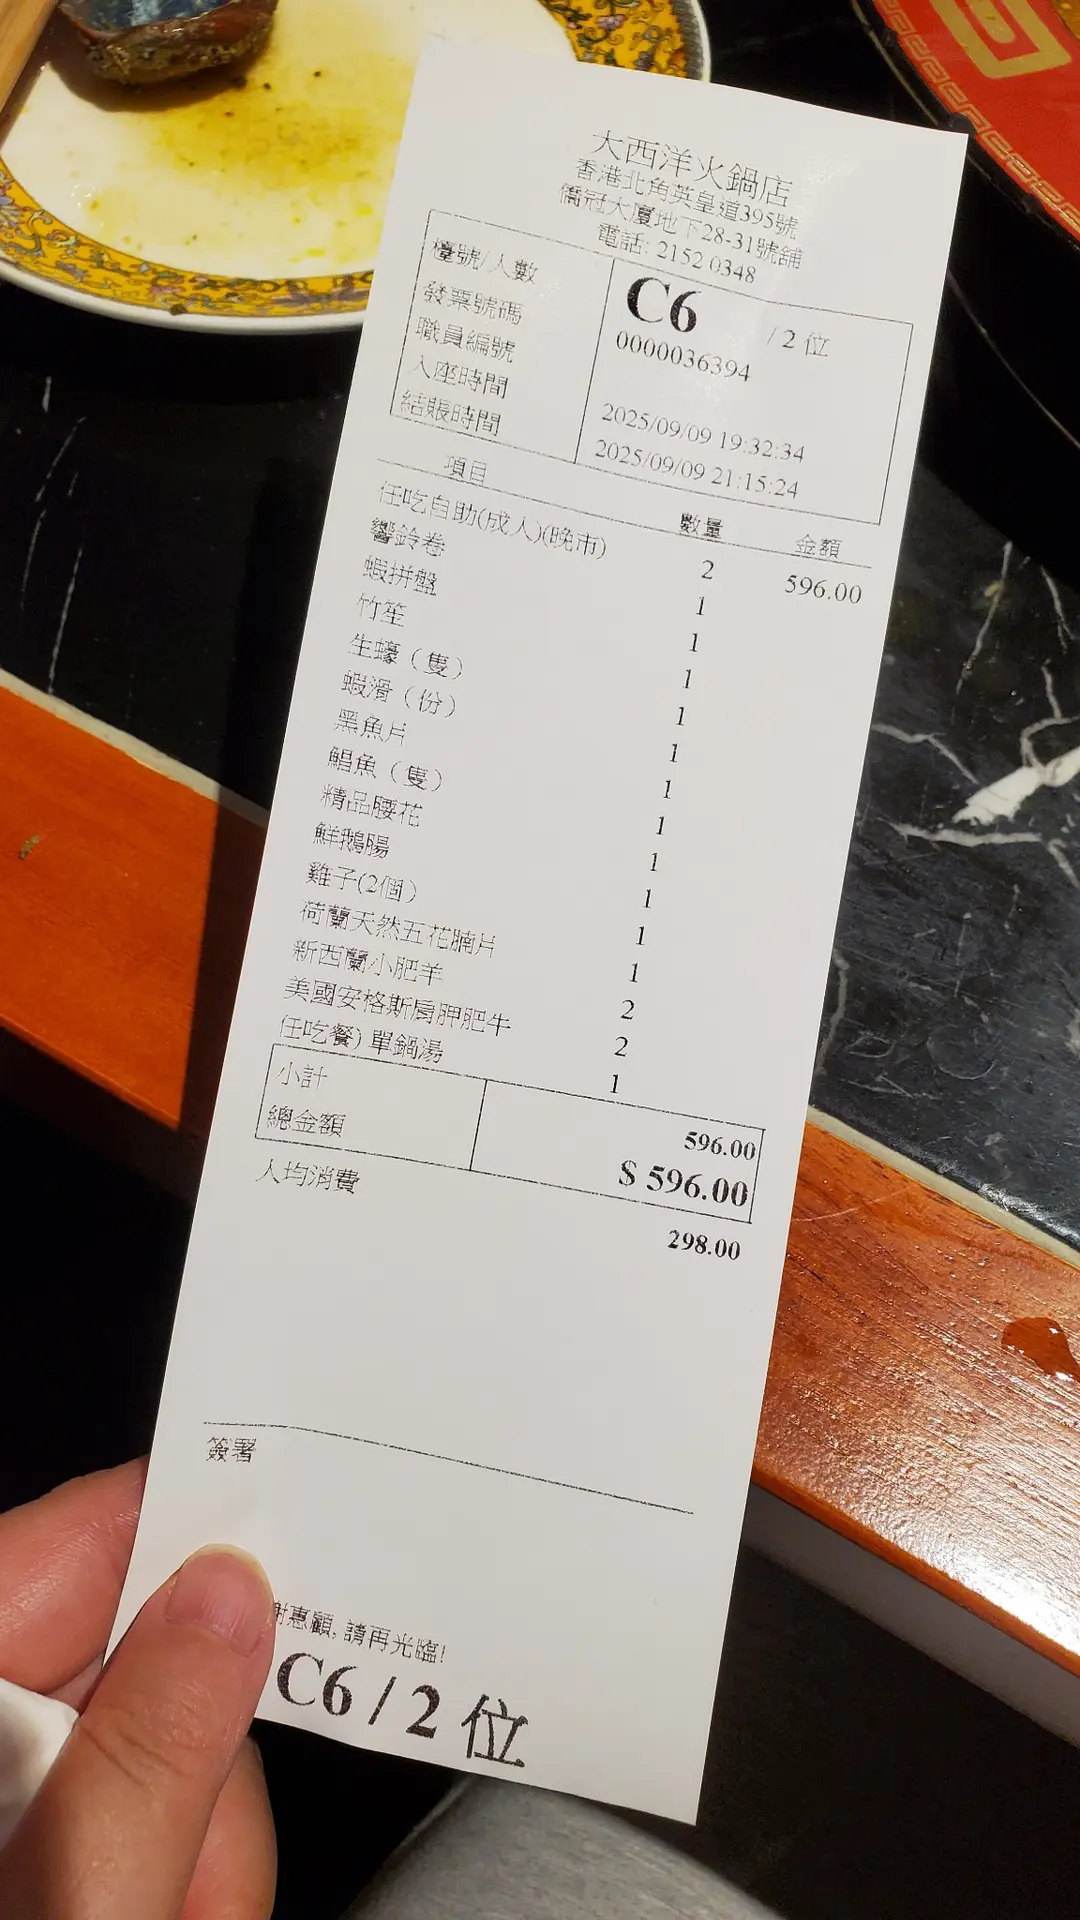 大西洋火鍋店
香港北角英皇道395號
僑冠大廈地下28-31號舖
電話: 2152 0348
檯號/人數 C6 / 2 位
發票號碼 0000036394
職員編號
入座時間 2025/09/09 19:32:34
結賬時間 2025/09/09 21:15:24
項目 數量 金額
任吃自助(成人)(晚市) 2 596.00
響鈴卷 1
蝦拼盤 1
竹笙 1
生蠔（隻） 1
蝦滑（份） 1
黑魚片 1
鯧魚（隻） 1
精品腰花 1
鮮鵝腸 1
雞子(2個） 1
荷蘭天然五花腩片 1
新西蘭小肥羊 2
美國安格斯肩胛肥牛 2
(任吃餐) 單鍋湯 1
小計 596.00
總金額 $ 596.00
人均消費 298.00
簽署
謝惠顧, 請再光臨!
C6 / 2 位